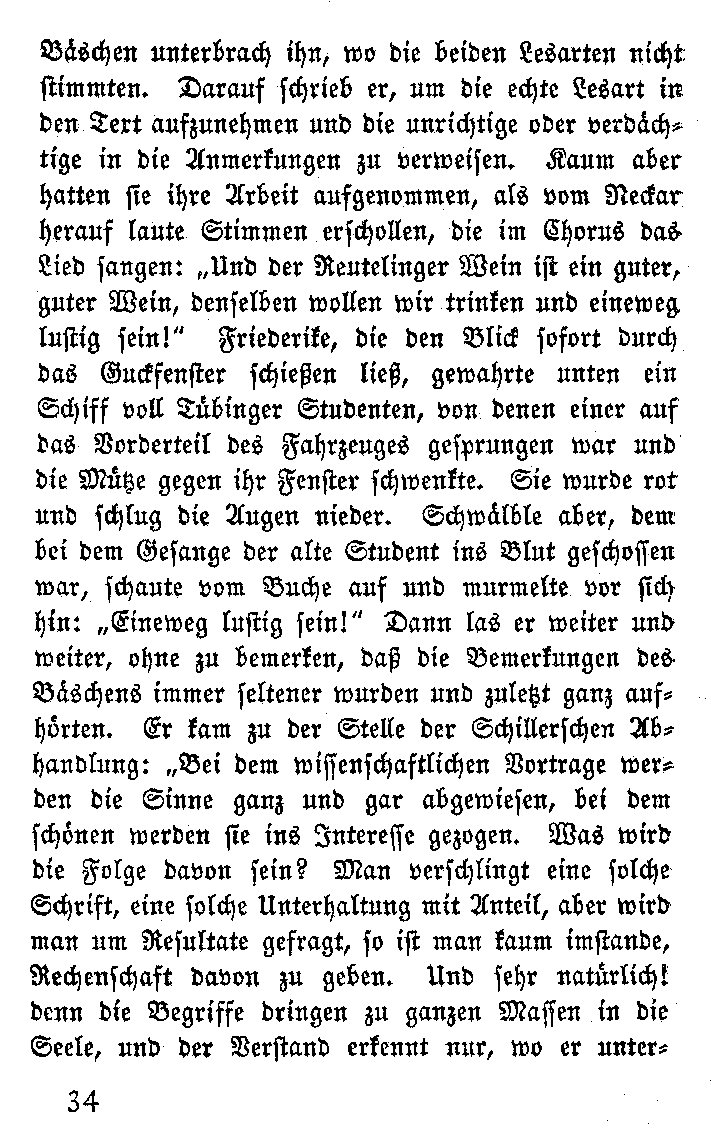 Bäschen unterbrach ihn, wo die beiden Lesarten nicht
stimmten. Darauf schrieb er, um die echte Lesart in
den Text aufzunehmen und die unrichtige oder verdäch-
tige in die Anmerkungen zu verweisen. Kaum aber
hatten sie ihre Arbeit aufgenommen, als vom Neckar
herauf laute Stimmen erschollen, die im Chorus das
Lied sangen: „Und der Reutelinger Wein ist ein guter,
guter Wein, denselben wollen wir trinken und eineweg
lustig sein!“ Friederike, die den Blick sofort durch
das Guckfenster schießen ließ, gewahrte unten ein
Schiff voll Tübinger Studenten, von denen einer auf
das Vorderteil des Fahrzeuges gesprungen war und
die Mütze gegen ihr Fenster schwenkte. Sie wurde rot
und schlug die Augen nieder. Schwälble aber, dem
bei dem Gesange der alte Student ins Blut geschossen
war, schaute vom Buche auf und murmelte vor sich
hin: „Eineweg lustig sein!“ Dann las er weiter und
weiter, ohne zu bemerken, daß die Bemerkungen des
Bäschens immer seltener wurden und zuletzt ganz auf-
hörten. Er kam zu der Stelle der Schillerschen Ab-
handlung: „Bei dem wissenschaftlichen Vortrage wer-
den die Sinne ganz und gar abgewiesen, bei dem
schönen werden sie ins Interesse gezogen. Was wird
die Folge davon sein? Man verschlingt eine solche
Schrift, eine solche Unterhaltung mit Anteil, aber wird
man um Resultate gefragt, so ist man kaum imstande,
Rechenschaft davon zu geben. Und sehr natürlich!
denn die Begriffe dringen zu ganzen Massen in die
Seele, und der Verstand erkennt nur, wo er unter-
34